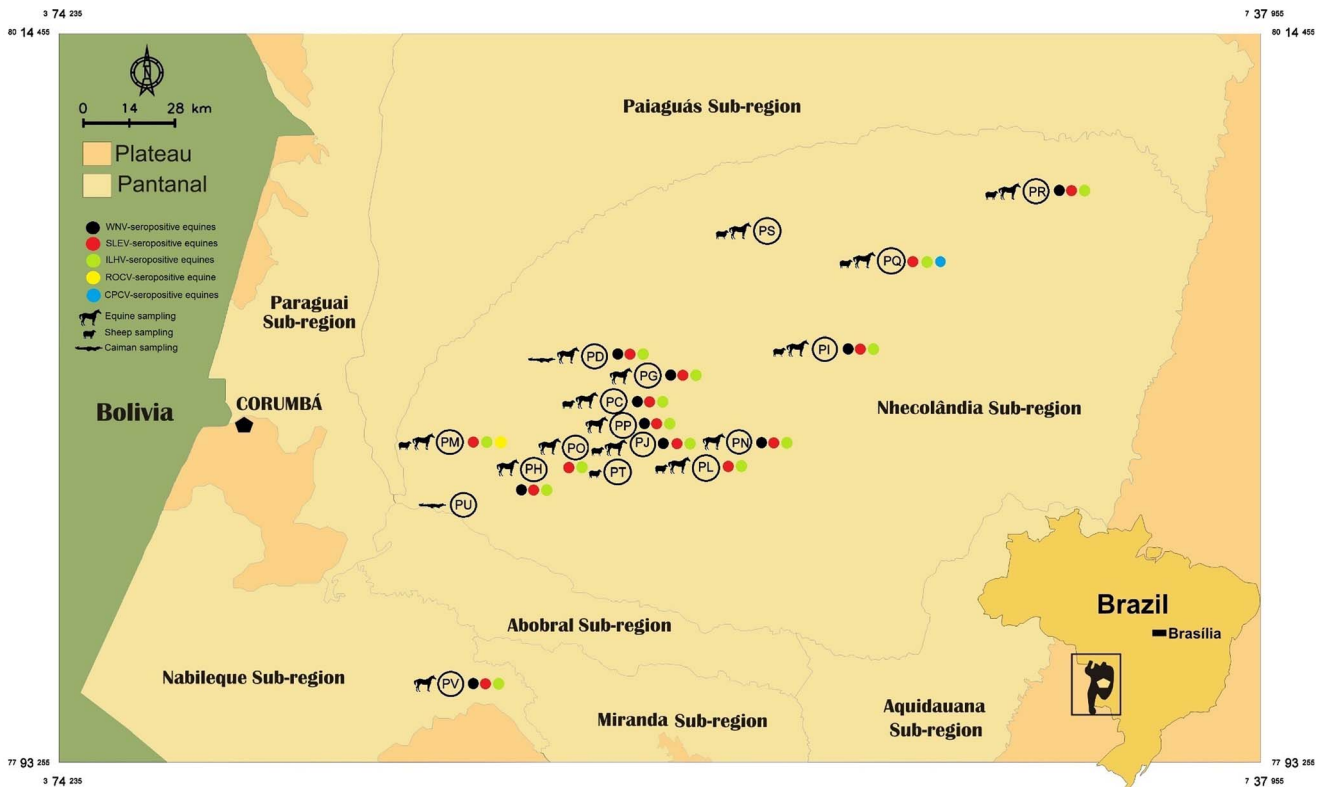 3 74 235
7 37 955
80 14 455
80 14 455
N
0 14 28 km
Plateau
Pantanal
WNV-seropositive equines
SLEV-seropositive equines
ILHV-seropositive equines
ROCV-seropositive equine
CPCV-seropositive equines
Equine sampling
Sheep sampling
Caiman sampling
Paiaguás Sub-region
PR
PS
PQ
Paraguai
Sub-region
PD
PI
PG
Bolivia
CORUMBÁ
PC
Nhecolândia Sub-region
PP
PM
PO
PJ
PN
PH
PT
PL
PU
Abobral Sub-region
Brazil
Brasília
Nabileque Sub-region
PV
Miranda Sub-region
Aquidauana
Sub-region
77 93 255
77 93 255
3 74 235
7 37 955